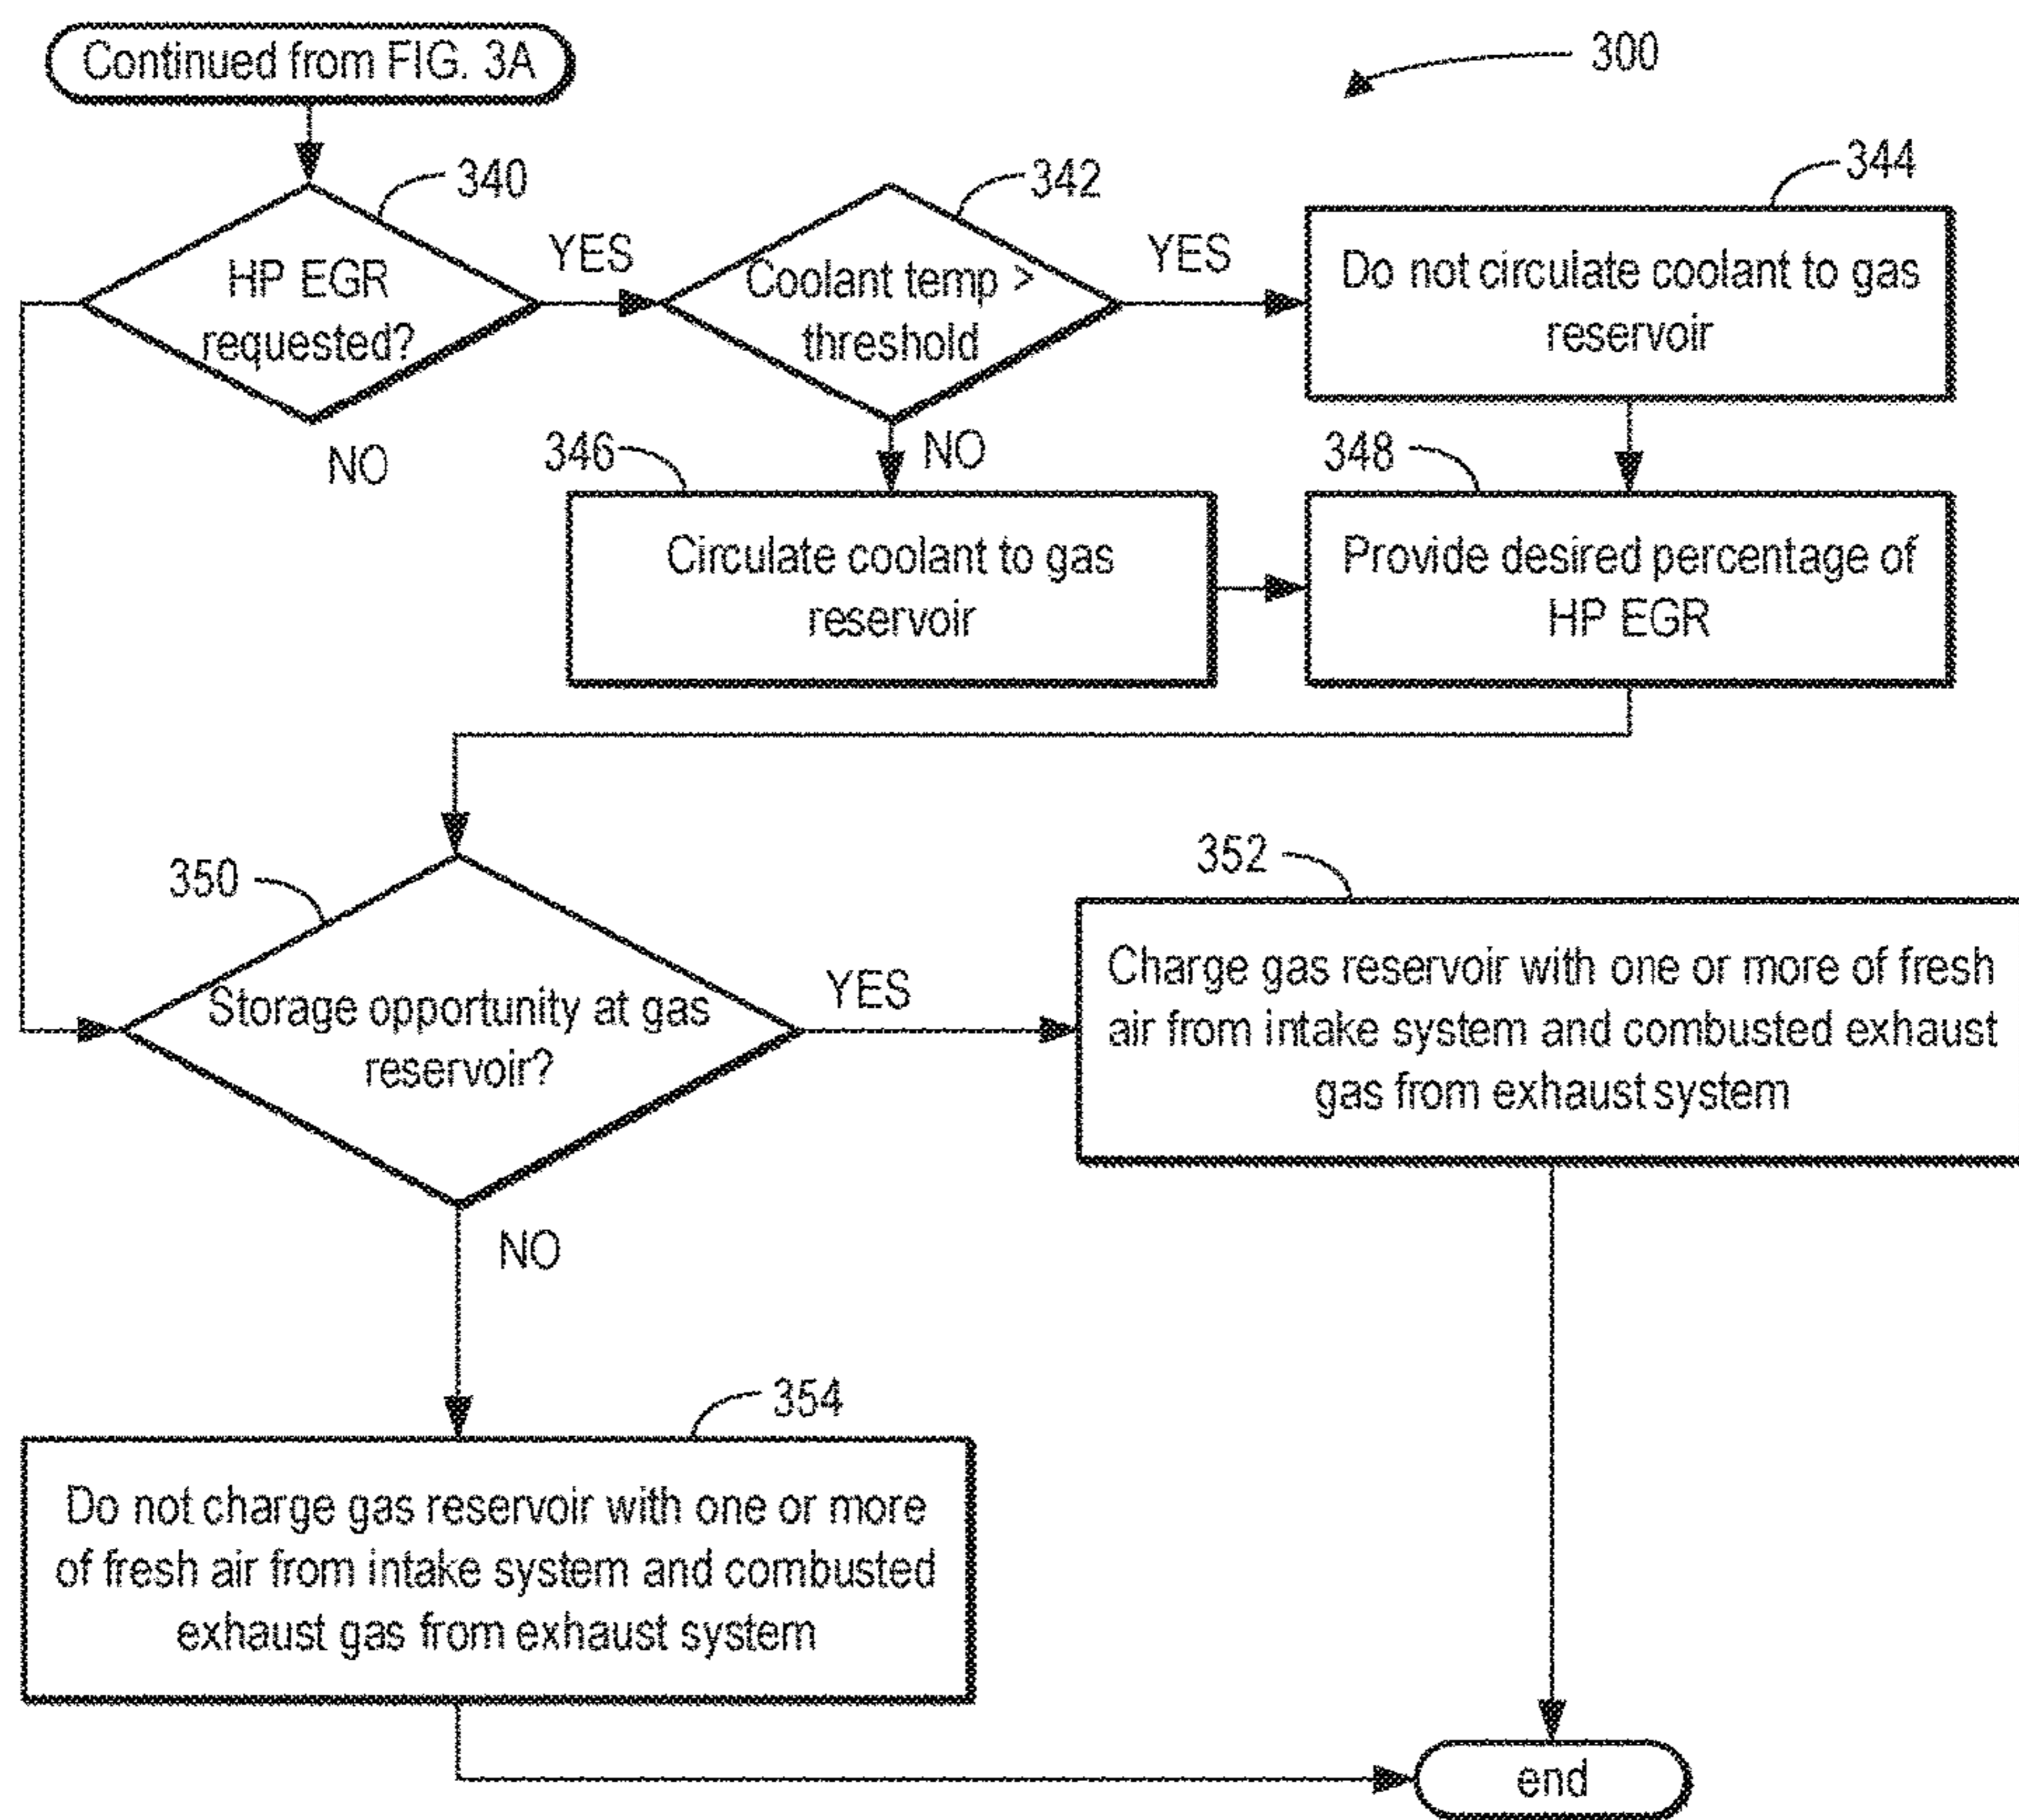 Continued from FIG. 3A
300
340
HP EGR
requested?
YES
NO
342
Coolant temp >
threshold
YES
NO
344
Do not circulate coolant to gas
reservoir
346
Circulate coolant to gas
reservoir
348
Provide desired percentage of
HP EGR
350
Storage opportunity at gas
reservoir?
YES
NO
352
Charge gas reservoir with one or more of fresh
air from intake system and combusted exhaust
gas from exhaust system
354
Do not charge gas reservoir with one or more
of fresh air from intake system and combusted
exhaust gas from exhaust system
end